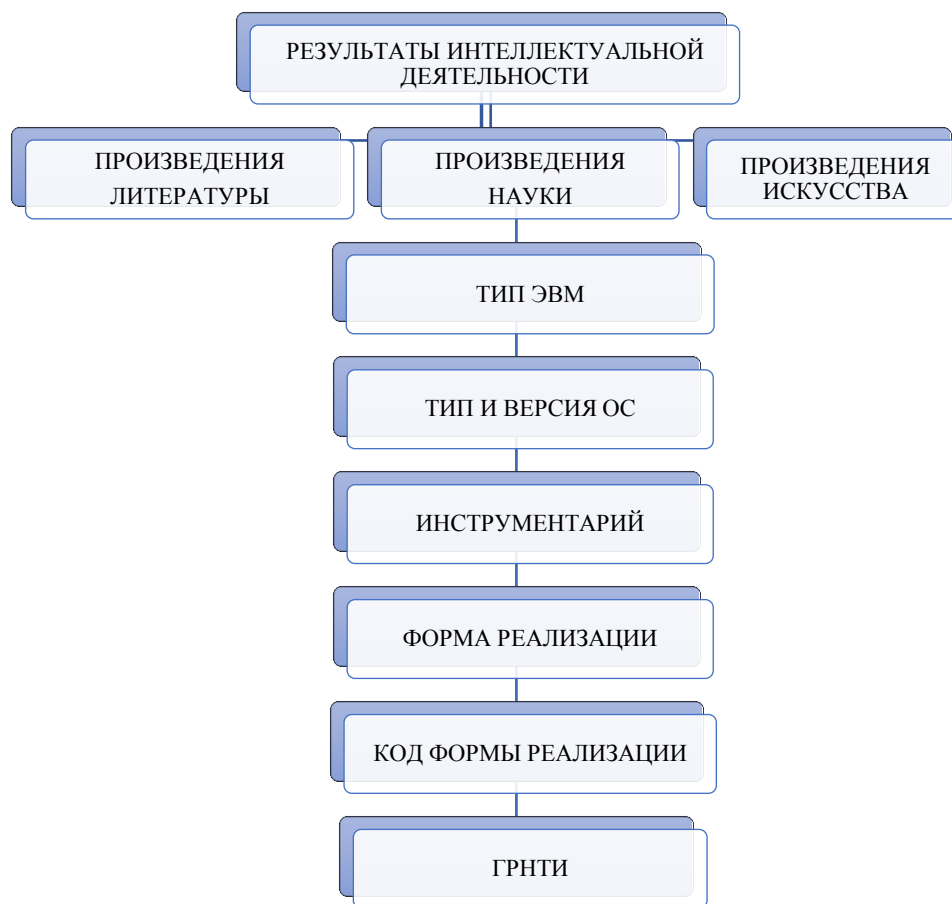 РЕЗУЛЬТАТЫ ИНТЕЛЛЕКТУАЛЬНОЙ
ДЕЯТЕЛЬНОСТИ
ПРОИЗВЕДЕНИЯ
ЛИТЕРАТУРЫ
ПРОИЗВЕДЕНИЯ
НАУКИ
ПРОИЗВЕДЕНИЯ
ИСКУССТВА
ТИП ЭВМ
ТИП И ВЕРСИЯ ОС
ИНСТРУМЕНТАРИЙ
ФОРМА РЕАЛИЗАЦИИ
КОД ФОРМЫ РЕАЛИЗАЦИИ
ГРНТИ